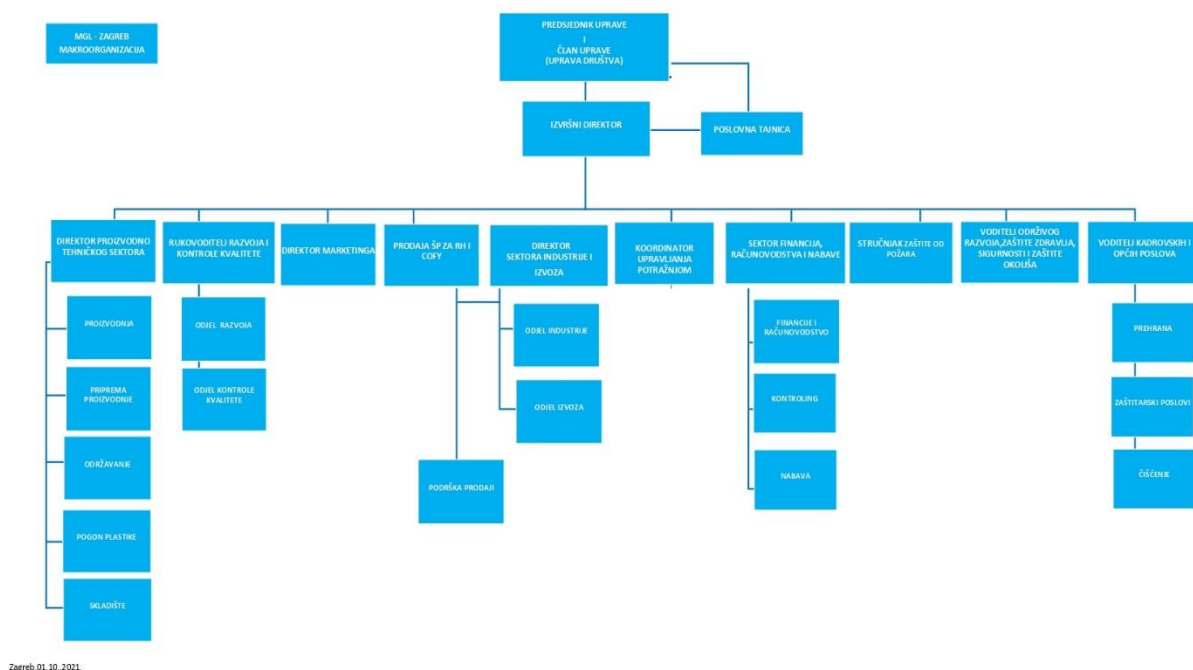 MGL - ZAGREB
MAKROORGANIZACIJA
PREDSJEDNIK UPRAVE
I
ČLAN UPRAVE
(UPRAVA DRUŠTVA)
IZVRŠNI DIREKTOR
POSLOVNA TAJNICA
DIREKTOR PROIZVODNO
TEHNIČKOG SEKTORA
RUKOVODITELJ RAZVOJA I
KONTROLE KVALITETE
DIREKTOR MARKETINGA
PRODAJA ŠP ZA RH I
COFY
DIREKTOR
SEKTORA INDUSTRIJE I
IZVOZA
KOORDINATOR
UPRAVLJANJA
POTRAŽNJOM
SEKTOR FINANCIJA,
RAČUNOVODSTVA I NABAVE
STRUČNJAK ZAŠTITE OD
POŽARA
VODITELJ ODRŽIVOG
RAZVOJA,ZAŠTITE ZDRAVLJA,
SIGURNOSTI I ZAŠTITE
OKOLIŠA
VODITELJ KADROVSKIH I
OPĆIH POSLOVA
PROIZVODNJA
PRIPREMA
PROIZVODNJE
ODRŽAVANJE
POGON PLASTIKE
SKLADIŠTE
ODJEL RAZVOJA
ODJEL KONTROLE
KVALITETE
PODRŠKA PRODAJI
ODJEL INDUSTRIJE
ODJEL IZVOZA
FINANCIJE I
RAČUNOVODSTVO
KONTROLING
NABAVA
PREHRANA
ZAŠTITARSKI POSLOVI
ČIŠĆENJE
Zagreb,01.10.2021.